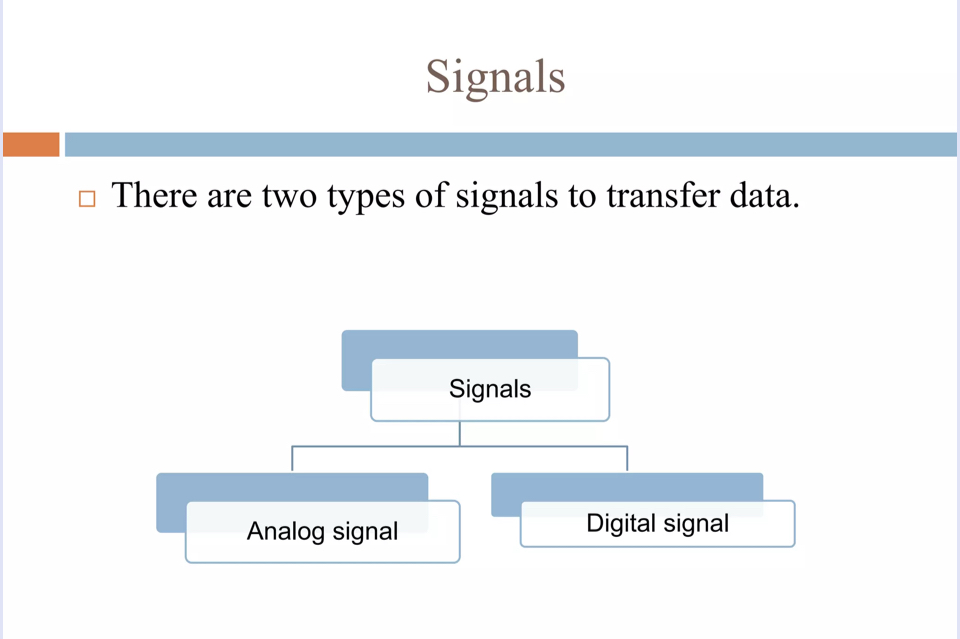 Signals
There are two types of signals to transfer data.
Signals
Analog signal
Digital signal